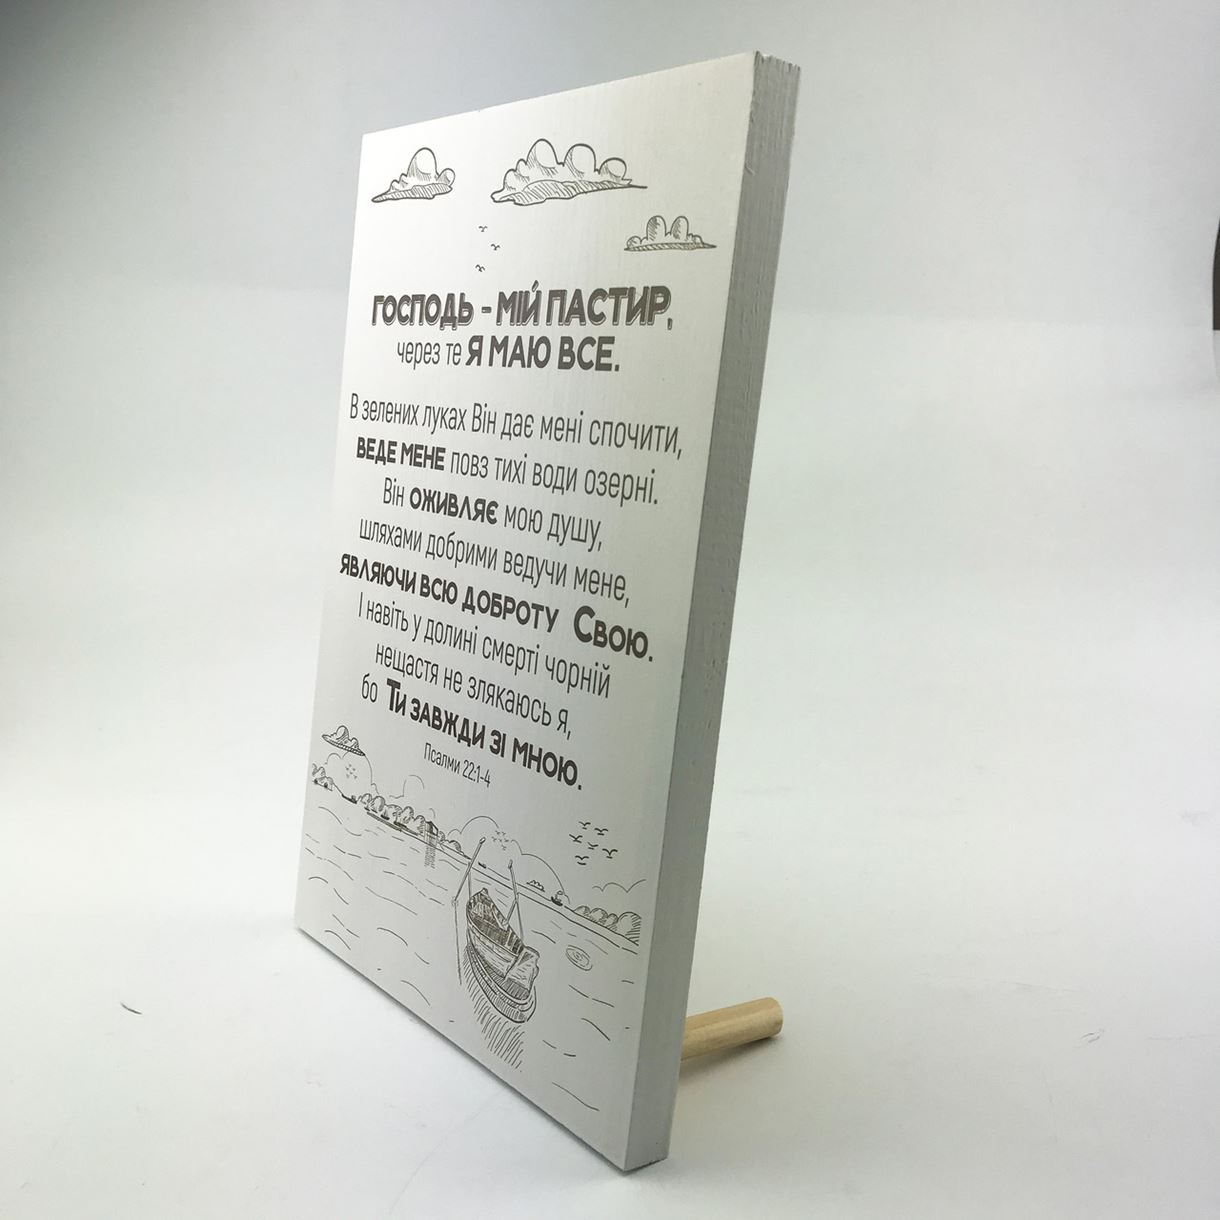 ГОСПОДЬ - МІЙ ПАСТИР,
через те Я МАЮ ВСЕ.
В зелених луках Він дає мені спочити,
ВЕДЕ МЕНЕ повз тихі води озерні.
Він ОЖИВЛЯЄ мою душу,
шляхами добрими ведучи мене,
ЯВЛЯЮЧИ ВСЮ ДОБРОТУ СВОЮ.
І навіть у долині смерті чорній
нещастя не злякаюсь я,
бо ТИ ЗАВЖДИ ЗІ МНОЮ.
Псалми 22:1-4